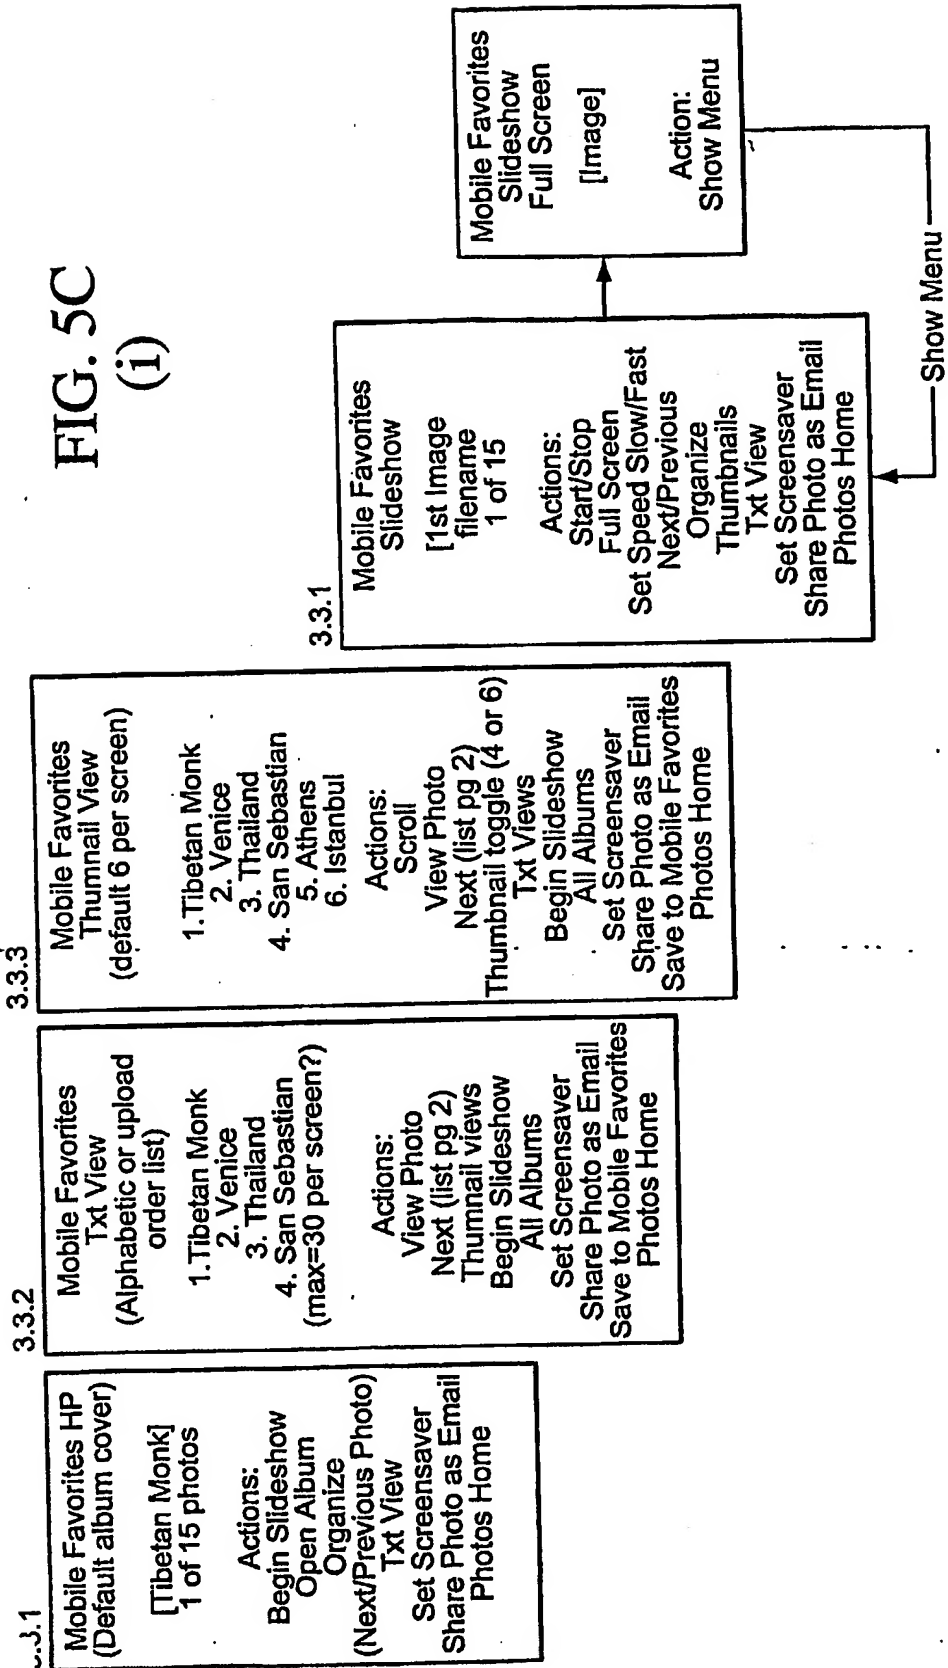 FIG. 5C
(i)
3.3.1
Mobile Favorites HP
(Default album cover)
[Tibetan Monk]
1 of 15 photos
Actions:
Begin Slideshow
Open Album
Organize
(Next/Previous Photo)
Txt View
Set Screensaver
Share Photo as Email
Photos Home
3.3.2
Mobile Favorites
Txt View
(Alphabetic or upload
order list)
1.Tibetan Monk
2. Venice
3. Thailand
4. San Sebastian
(max=30 per screen?)
Actions:
View Photo
Next (list pg 2)
Thumnail views
Begin Slideshow
All Albums
Set Screensaver
Share Photo as Email
Save to Mobile Favorites
Photos Home
3.3.3
Mobile Favorites
Thumnail View
(default 6 per screen)
1.Tibetan Monk
2. Venice
3. Thailand
4. San Sebastian
5. Athens
6. Istanbul
Actions:
Scroll
View Photo
Next (list pg 2)
Thumbnail toggle (4 or 6)
Txt Views
Begin Slideshow
All Albums
Set Screensaver
Share Photo as Email
Save to Mobile Favorites
Photos Home
3.3.1
Mobile Favorites
Slideshow
[1st Image
filename
1 of 15
Actions:
Start/Stop
Full Screen
Set Speed Slow/Fast
Next/Previous
Organize
Thumbnails
Txt View
Set Screensaver
Share Photo as Email
Photos Home
Mobile Favorites
Slideshow
Full Screen
[Image]
Action:
Show Menu
Show Menu